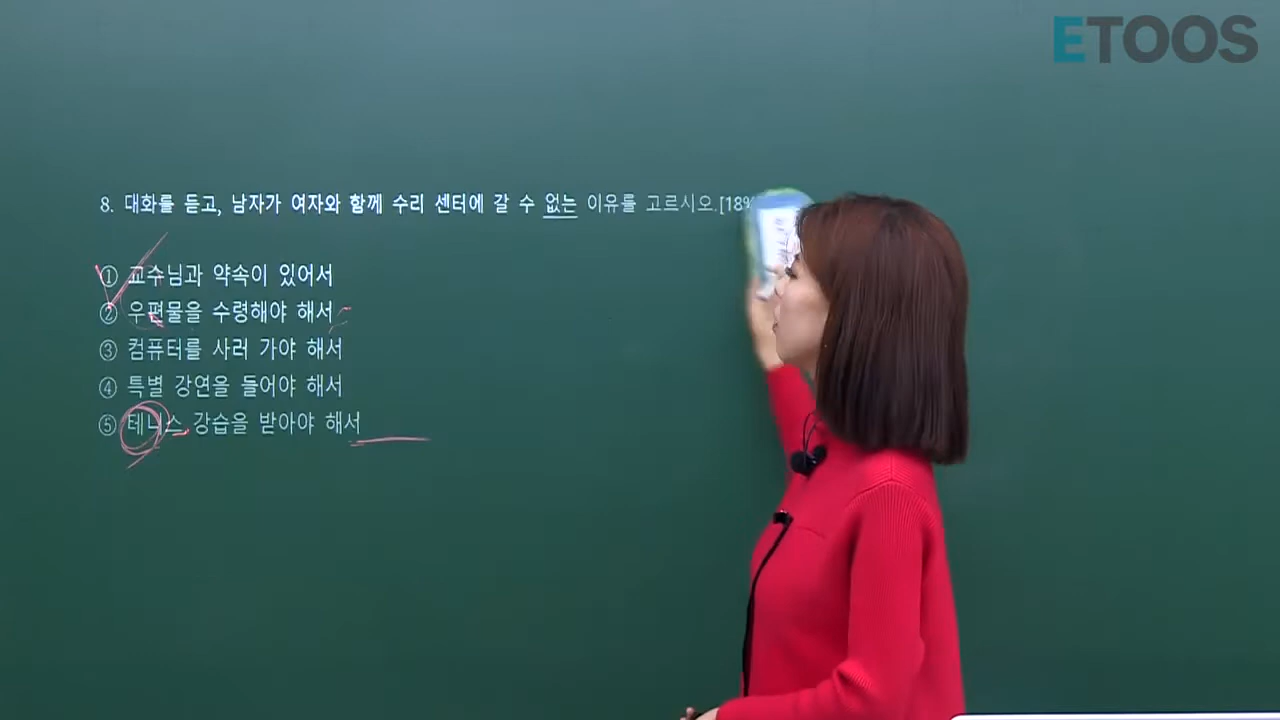 ETOOS
8. 대화를 듣고, 남자가 여자와 함께 수리 센터에 갈 수 없는 이유를 고르시오.[18
① 교수님과 약속이 있어서
② 우편물을 수령해야 해서
③ 컴퓨터를 사러 가야 해서
④ 특별 강연을 들어야 해서
⑤ 테니스 강습을 받아야 해서